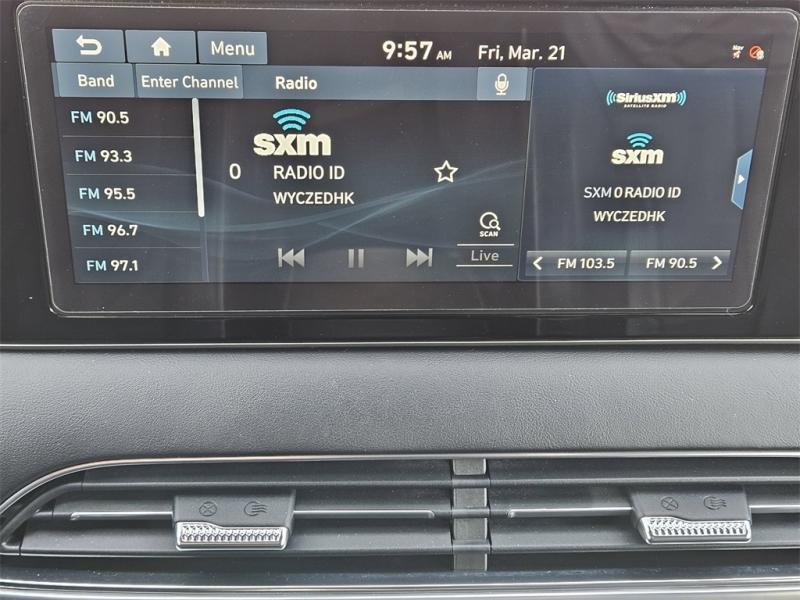 Menu
9:57 AM
Fri, Mar. 21
Nav
Band
Enter Channel
Radio
FM 90.5
FM 93.3
FM 95.5
FM 96.7
FM 97.1
sxm
0
RADIO ID
WYCZEDHK
SCAN
Live
SiriusXM
SATELLITE RADIO
sxm
SXM 0 RADIO ID
WYCZEDHK
FM 103.5
FM 90.5